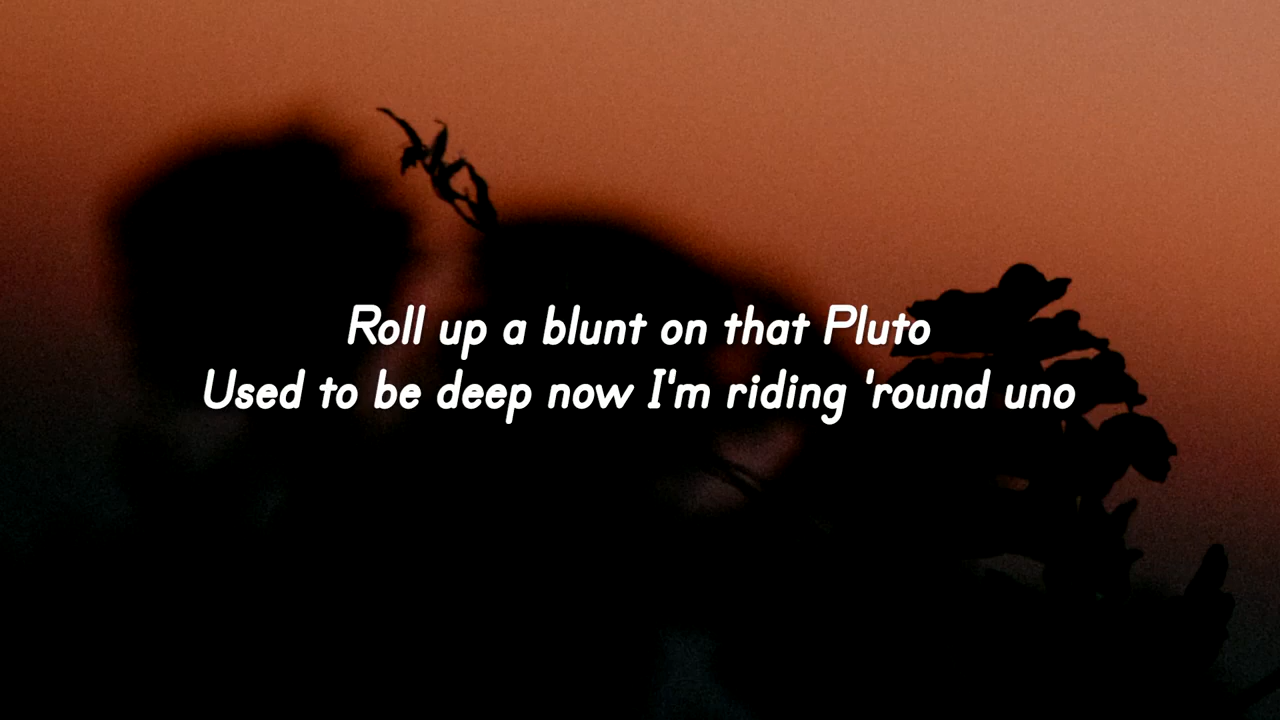 Roll up a blunt on that Pluto
Used to be deep now I'm riding 'round uno